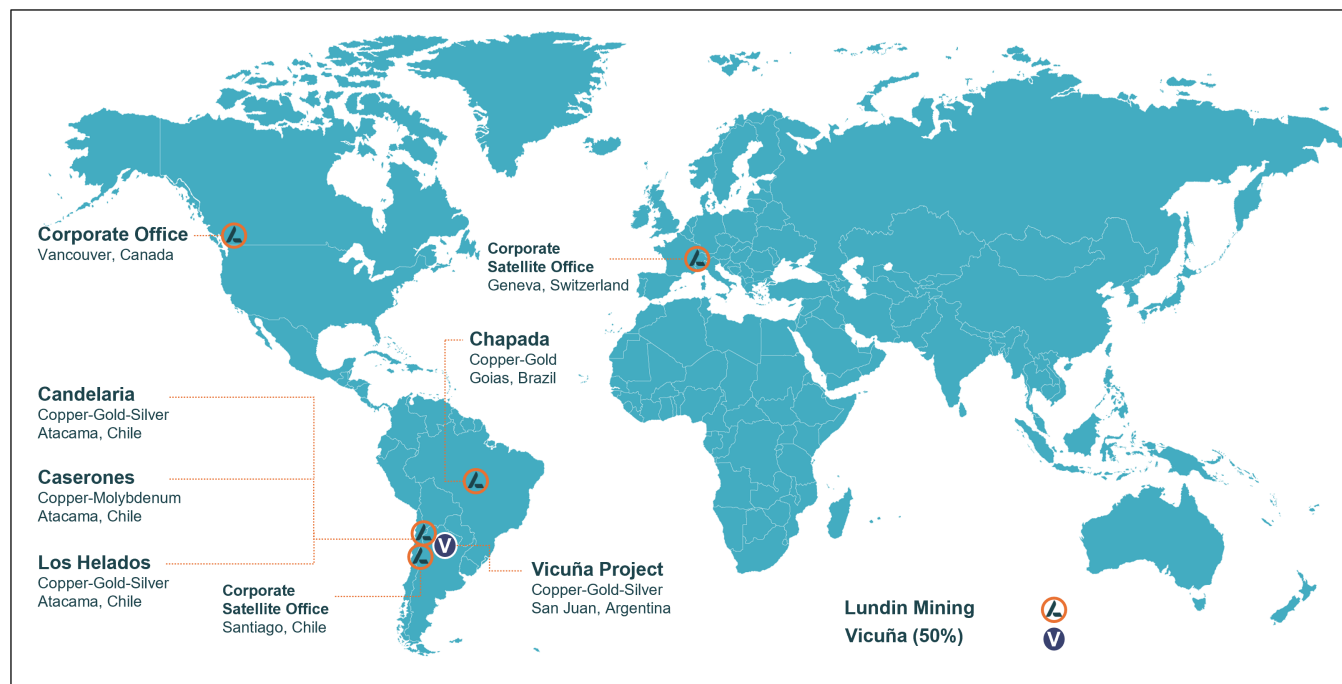 Corporate Office
Vancouver, Canada
Corporate
Satellite Office
Geneva, Switzerland
Chapada
Copper-Gold
Goias, Brazil
Candelaria
Copper-Gold-Silver
Atacama, Chile
Caserones
Copper-Molybdenum
Atacama, Chile
Los Helados
Copper-Gold-Silver
Atacama, Chile
Corporate
Satellite Office
Santiago, Chile
V
Vicuña Project
Copper-Gold-Silver
San Juan, Argentina
Lundin Mining
Vicuña (50%)
V